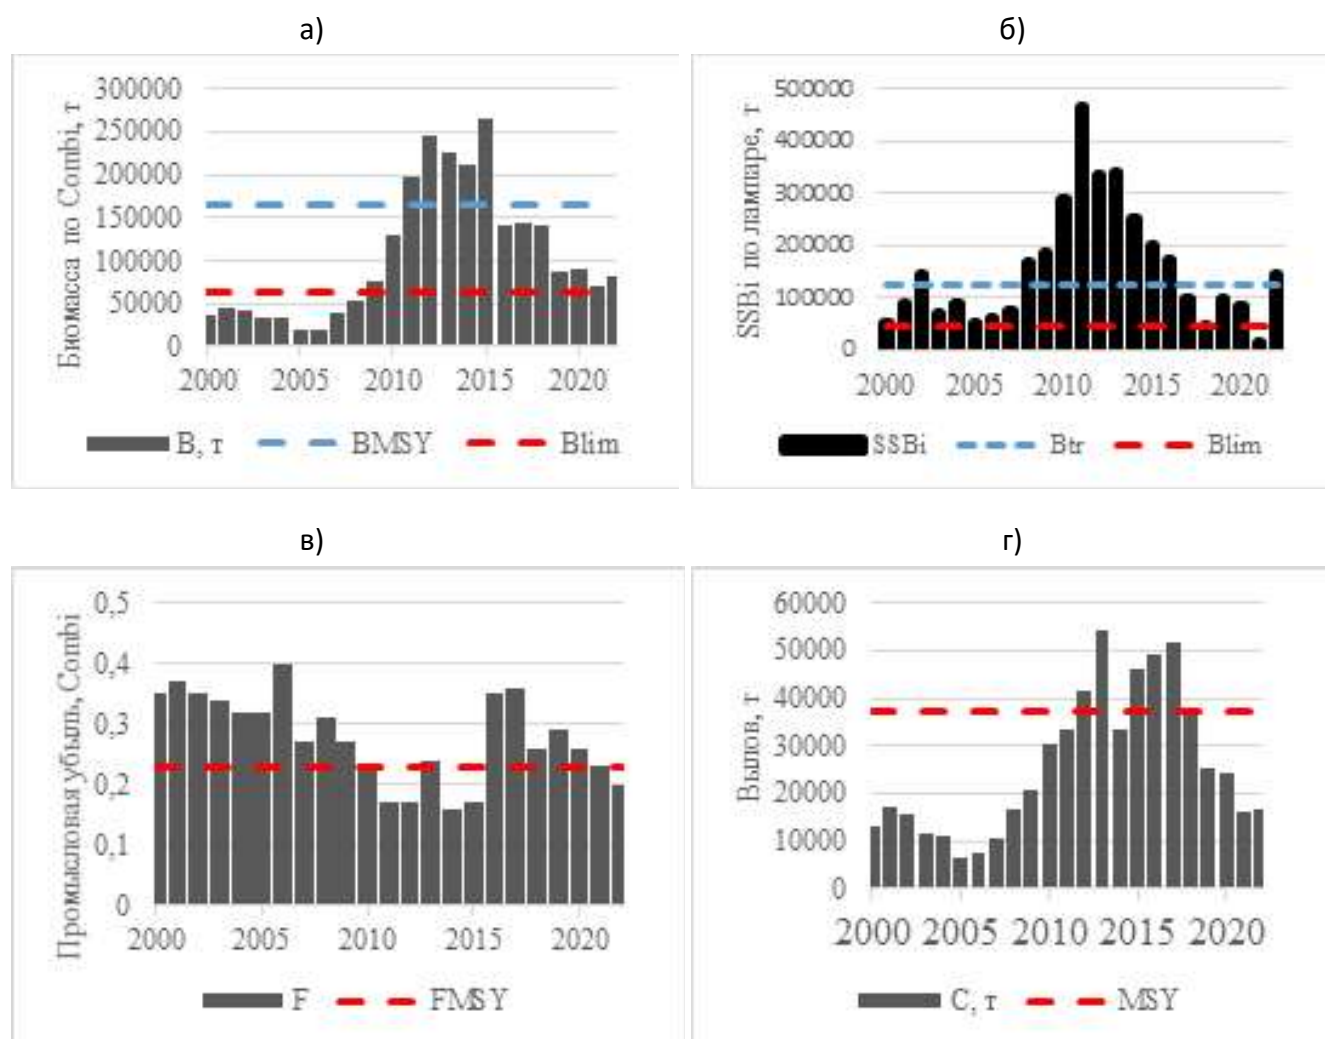 а)
Биомасса по Combi, т
300000
250000
200000
150000
100000
50000
0
2000 2005 2010 2015 2020
B, т BMSY Blim
б)
SSBi по лампаре, т
500000
400000
300000
200000
100000
0
2000 2005 2010 2015 2020
SSBi Btr Blim
в)
Промысловая убыль, Combi
0,5
0,4
0,3
0,2
0,1
0
2000 2005 2010 2015 2020
F FMSY
г)
Вылов, т
60000
50000
40000
30000
20000
10000
0
2000 2005 2010 2015 2020
C, т MSY